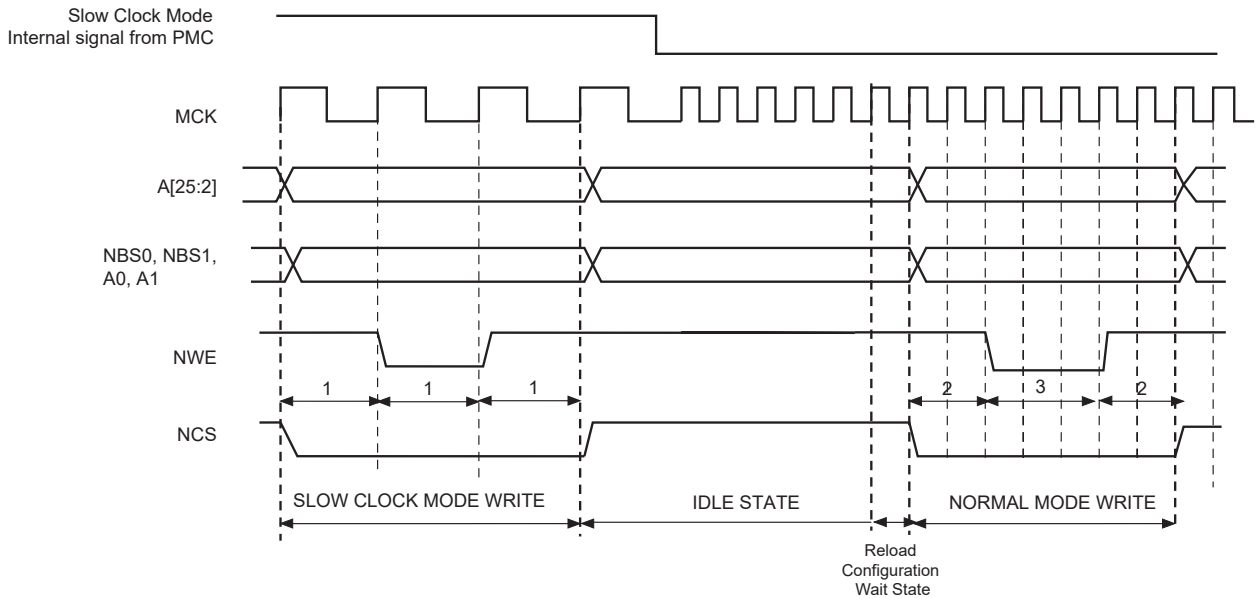 Slow Clock Mode
Internal signal from PMC
MCK
A[25:2]
NBS0, NBS1,
A0, A1
NWE
1 1 1 2 3 2
NCS
SLOW CLOCK MODE WRITE IDLE STATE NORMAL MODE WRITE
Reload
Configuration
Wait State